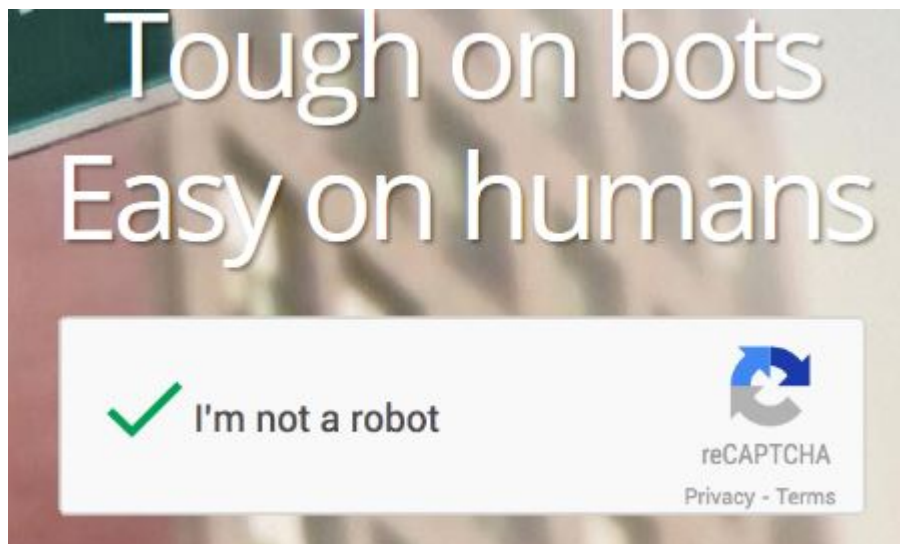 Tough on bots
Easy on humans
I'm not a robot
reCAPTCHA
Privacy - Terms